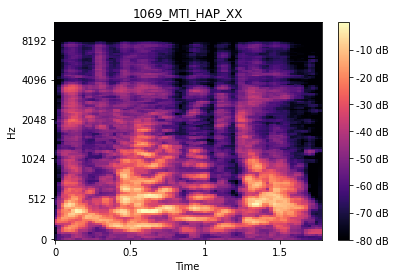 1069_MTI_HAP_XX
8192
4096
2048
1024
512
0
Hz
0
0.5
1
1.5
Time
-10 dB
-20 dB
-30 dB
-40 dB
-50 dB
-60 dB
-70 dB
-80 dB